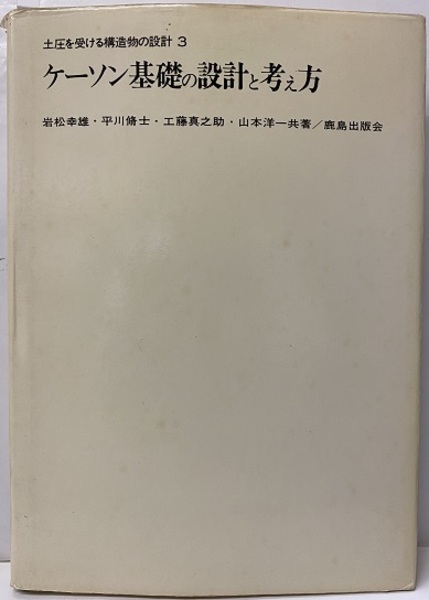 土圧を受ける構造物の設計 3
ケーソン基礎の設計と考え方
岩松幸雄・平川脩士・工藤真之助・山本洋一共著/鹿島出版会